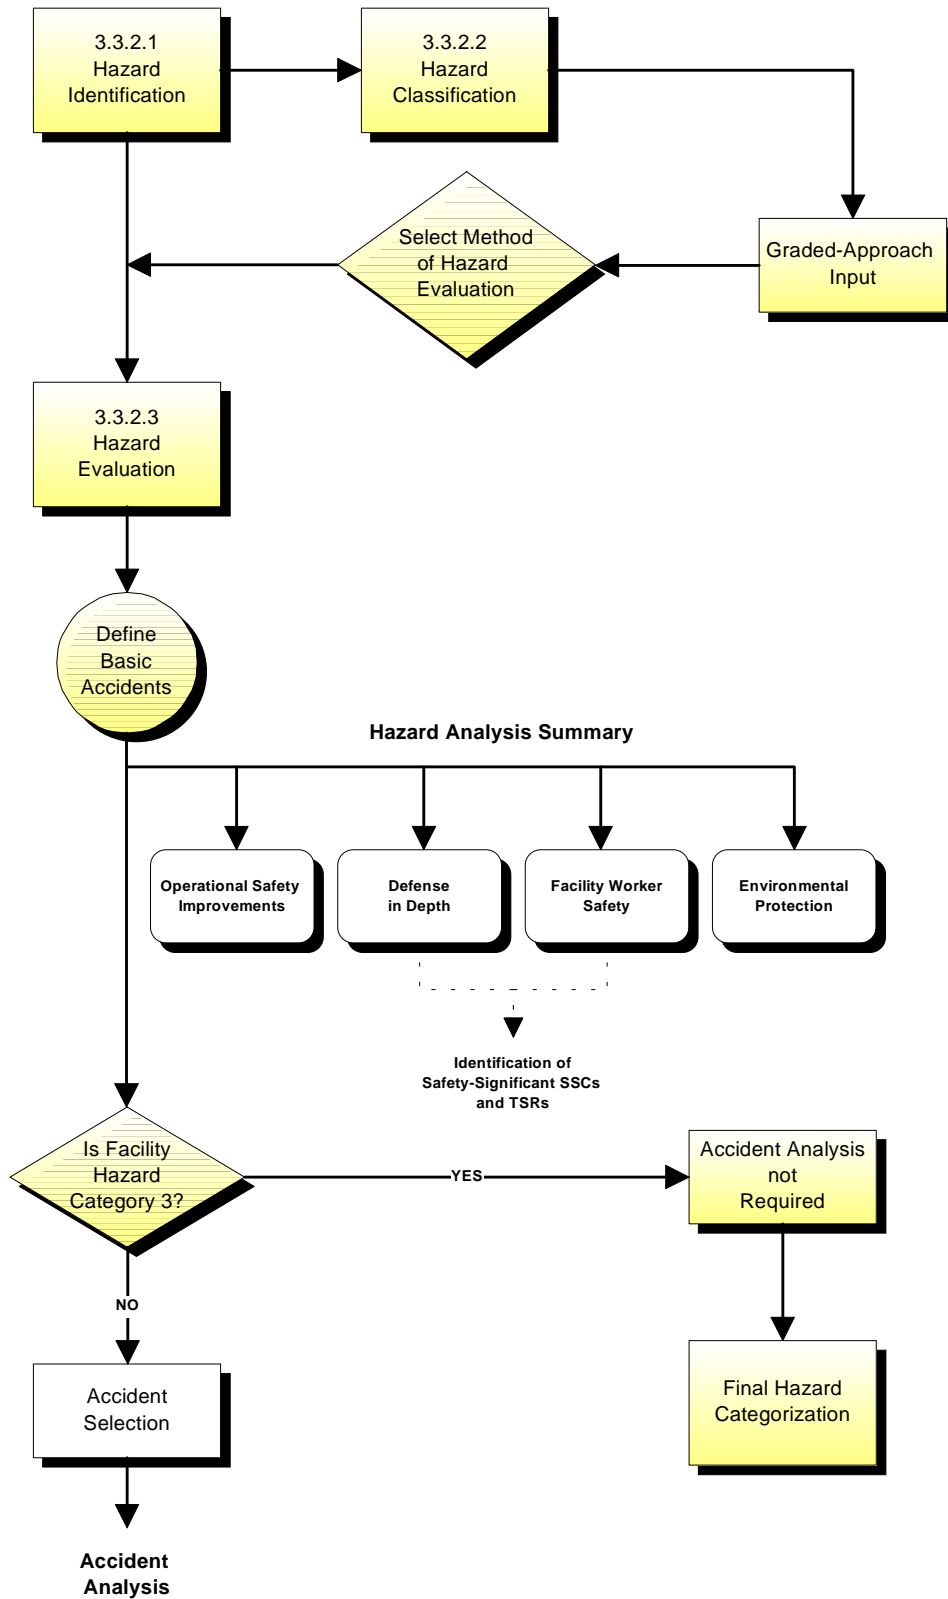 3.3.2.1
Hazard
Identification
3.3.2.2
Hazard
Classification
Select Method
of Hazard
Evaluation
Graded-Approach
Input
3.3.2.3
Hazard
Evaluation
Define
Basic
Accidents
Hazard Analysis Summary
Operational Safety
Improvements
Defense
in Depth
Facility Worker
Safety
Environmental
Protection
Identification of
Safety-Significant SSCs
and TSRs
Is Facility
Hazard
Category 3?
YES
Accident Analysis
not
Required
NO
Accident
Selection
Final Hazard
Categorization
Accident
Analysis